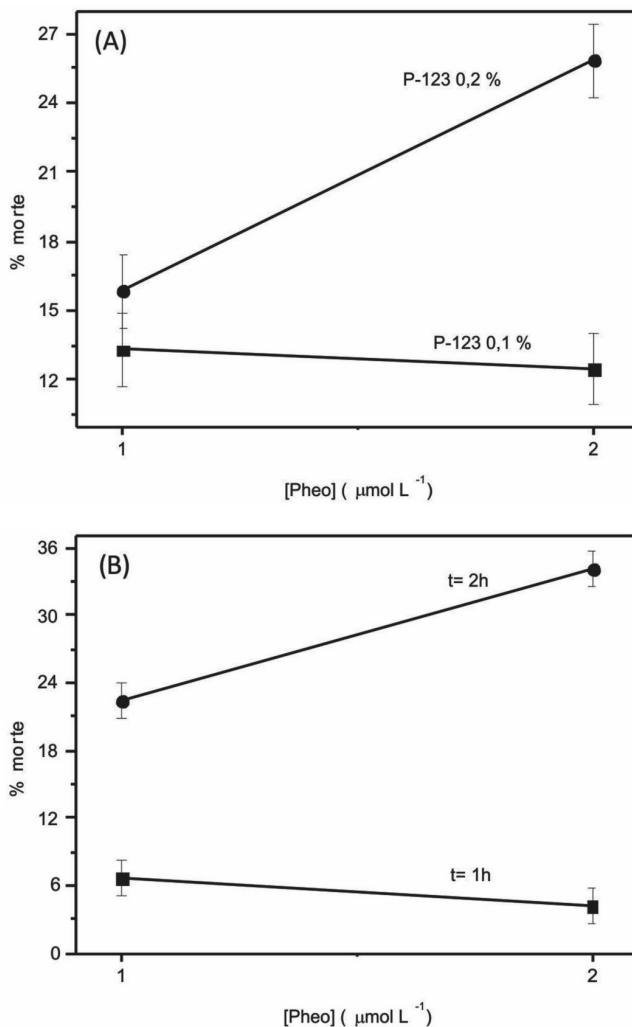 (A)
27
24
21
18
15
12
% morte
P-123 0,2 %
P-123 0,1 %
1
2
[Pheo] ( μmol L -1)
(B)
36
30
24
18
12
6
0
% morte
t= 2h
t= 1h
1
2
[Pheo] ( μmol L -1)